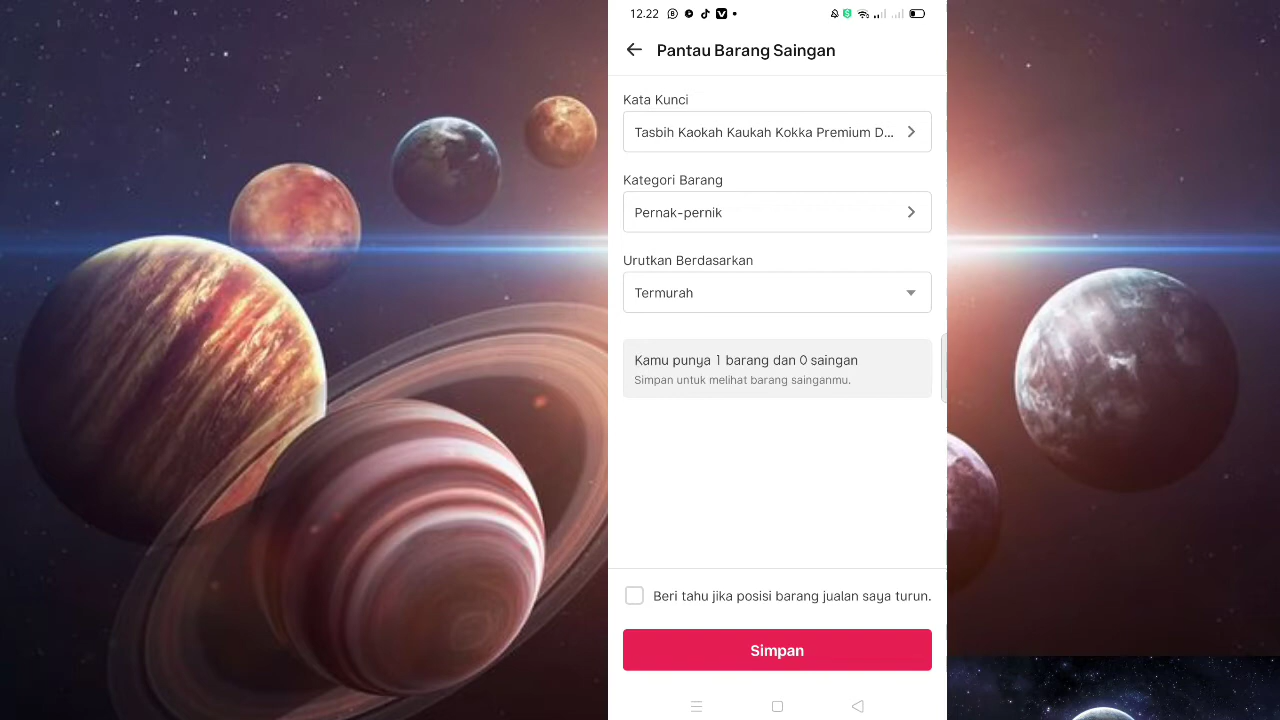 12.22
Pantau Barang Saingan
Kata Kunci
Tasbih Kaokah Kaukah Kokka Premium D...
Kategori Barang
Pernak-pernik
Urutkan Berdasarkan
Termurah
Kamu punya 1 barang dan 0 saingan
Simpan untuk melihat barang sainganmu.
Beri tahu jika posisi barang jualan saya turun.
Simpan